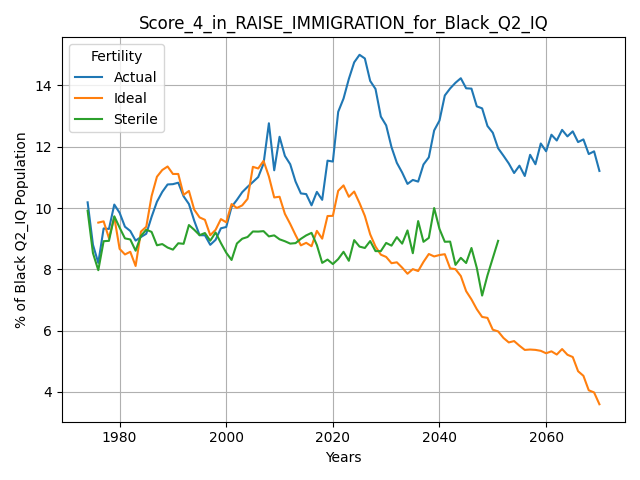 Score_4_in_RAISE_IMMIGRATION_for_Black_Q2_IQ
Fertility
Actual
Ideal
Sterile
% of Black Q2_IQ Population
14
12
10
8
6
4
1980
2000
2020
2040
2060
Years